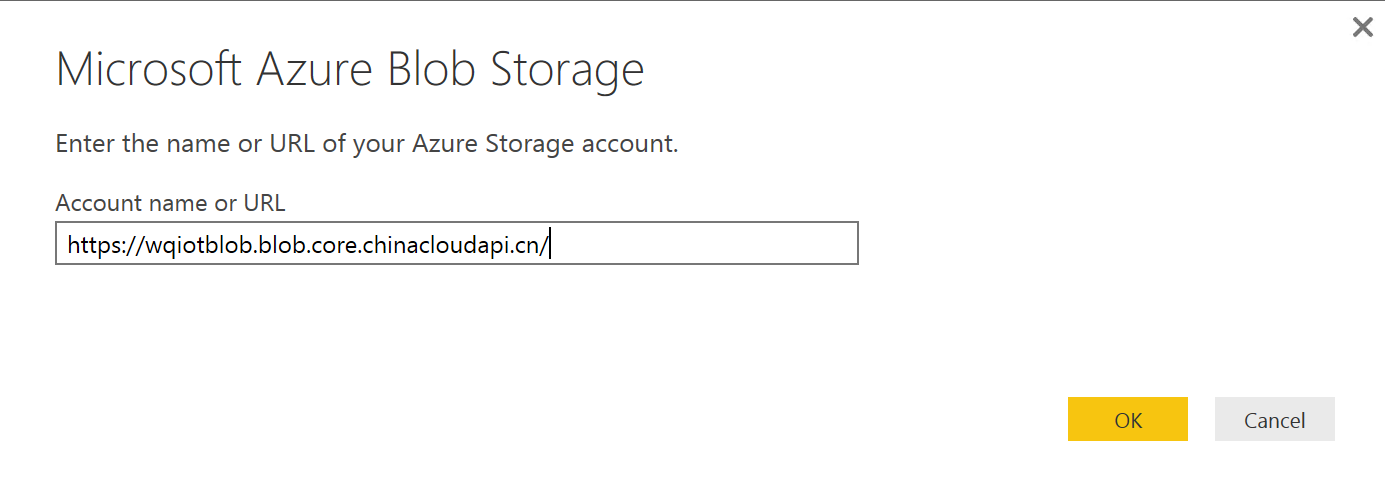 Microsoft Azure Blob Storage
Enter the name or URL of your Azure Storage account.
Account name or URL
https://wqiotblob.blob.core.chinacloudapi.cn/
OK
Cancel